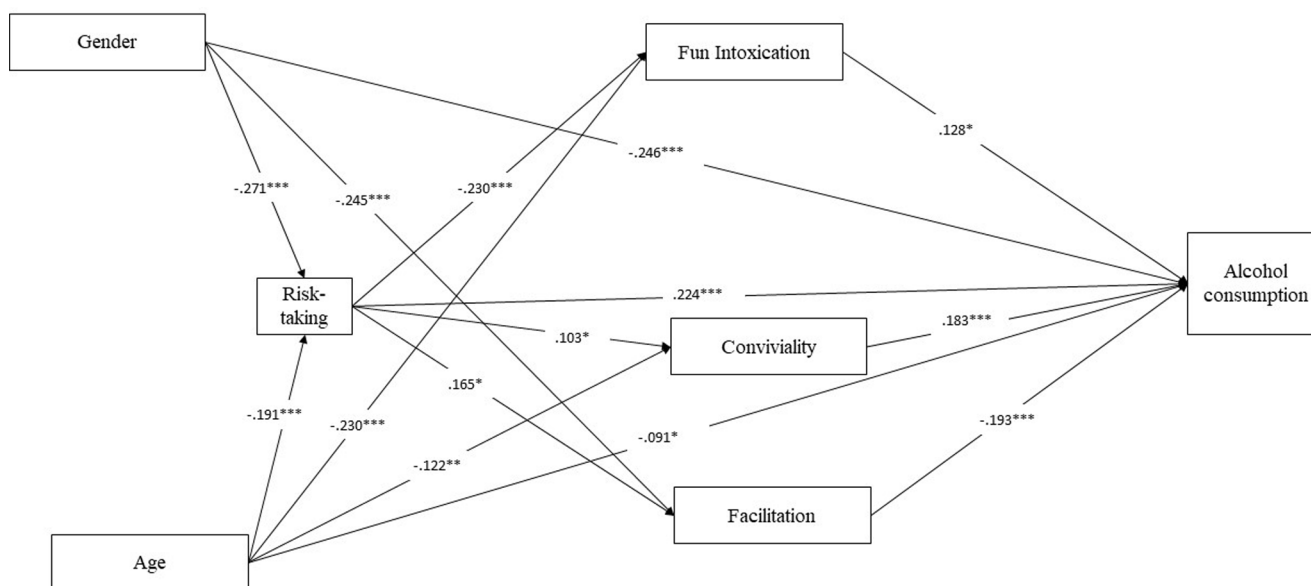 Gender
Fun Intoxication
.128*
-.246***
-.271***
-.245***
-.230***
Risk-
taking
.224***
Alcohol
consumption
.103*
Conviviality
.183***
.165*
-.191***
-.230***
-.122**
-.091*
-.193***
Facilitation
Age